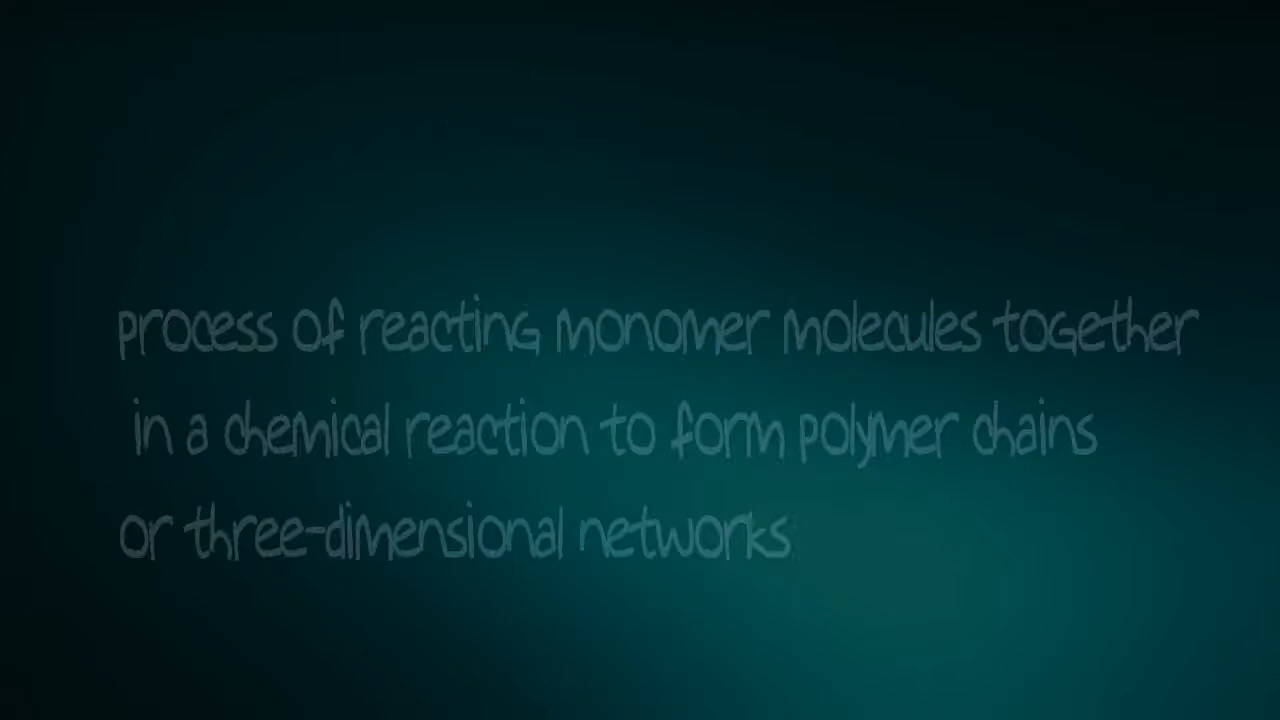 process of reacting monomer molecules together
in a chemical reaction to form polymer chains
or three-dimensional networks